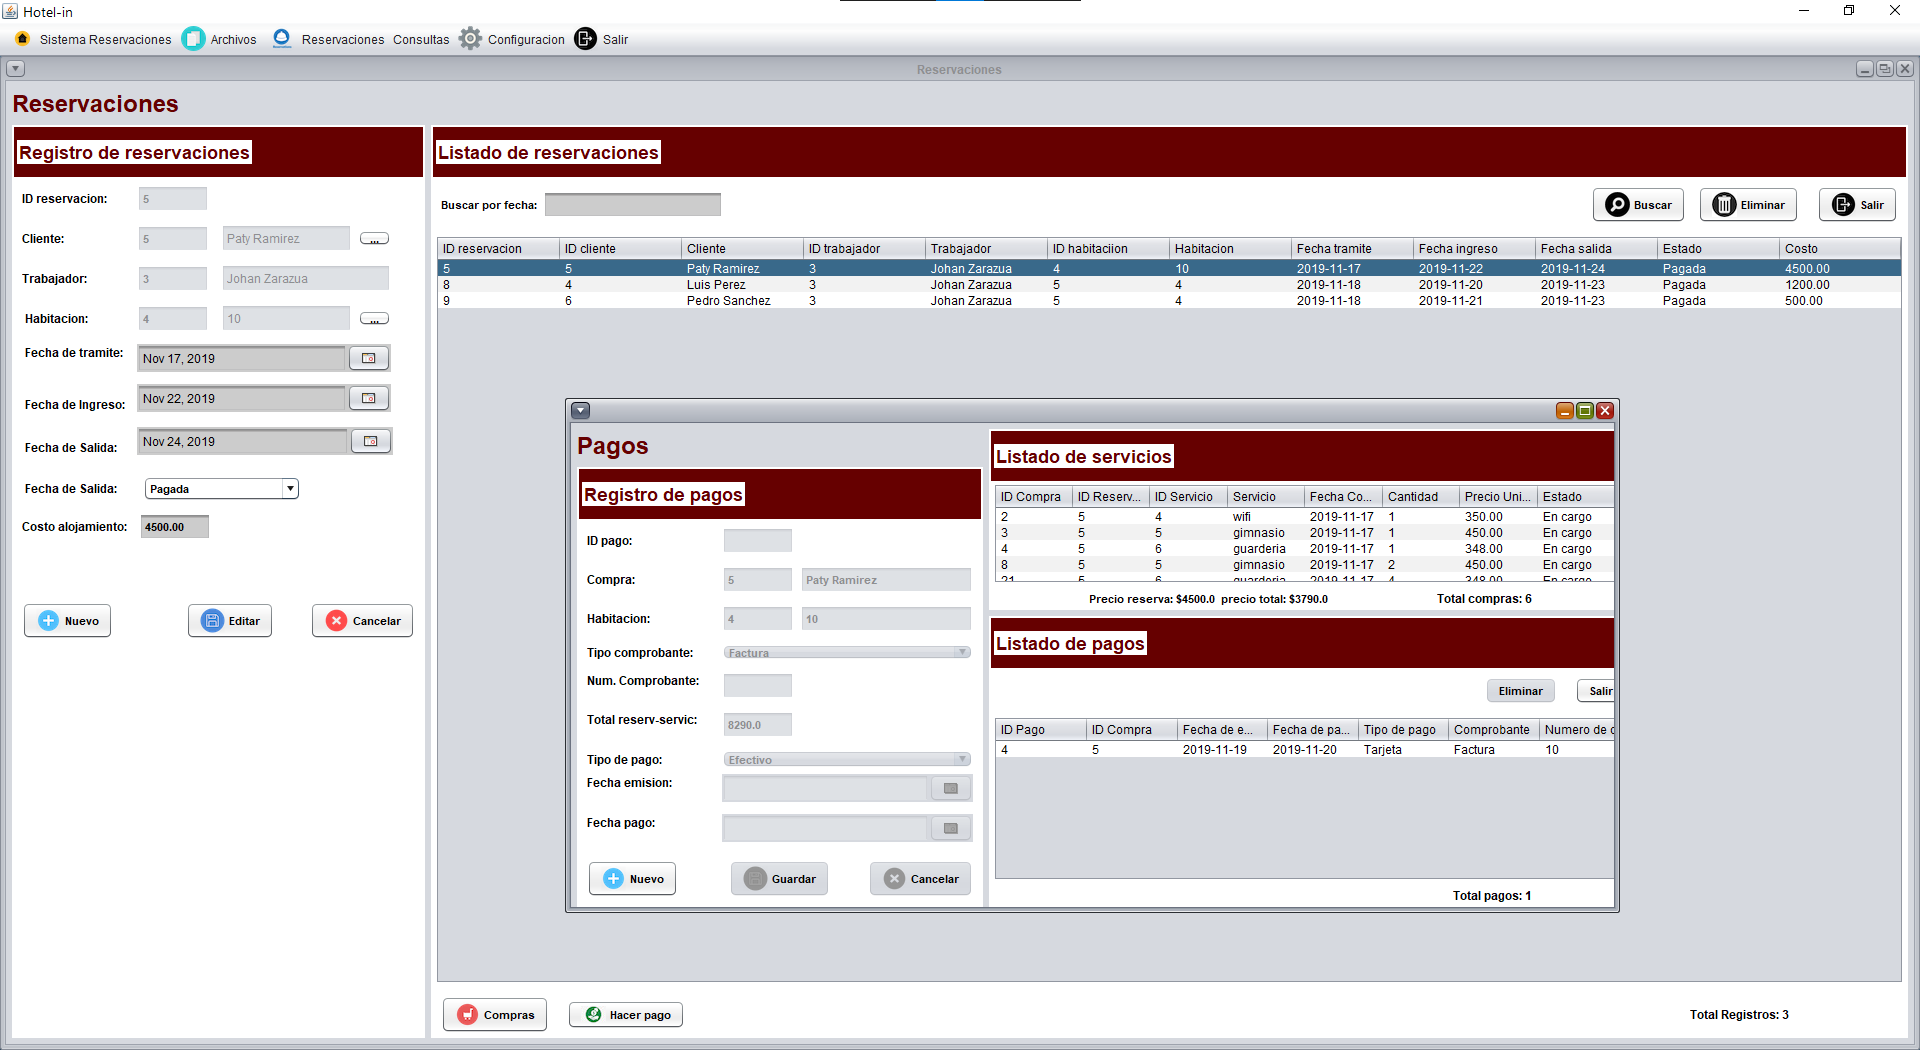 Hotel-in
Sistema Reservaciones Archivos Reservaciones Consultas Configuracion Salir
Reservaciones
Reservaciones
Registro de reservaciones
ID reservacion: 5
Cliente: 5 Paty Ramirez ...
Trabajador: 3 Johan Zarazua
Habitacion: 4 10 ...
Fecha de tramite: Nov 17, 2019
Fecha de Ingreso: Nov 22, 2019
Fecha de Salida: Nov 24, 2019
Fecha de Salida: Pagada
Costo alojamiento: 4500.00
Nuevo Editar Cancelar
Listado de reservaciones
Buscar por fecha: Buscar Eliminar Salir
ID reservacion ID cliente Cliente ID trabajador Trabajador ID habitacion Habitacion Fecha tramite Fecha ingreso Fecha salida Estado Costo
5 5 Paty Ramirez 3 Johan Zarazua 4 10 2019-11-17 2019-11-22 2019-11-24 Pagada 4500.00
8 4 Luis Perez 3 Johan Zarazua 5 4 2019-11-18 2019-11-20 2019-11-23 Pagada 1200.00
9 6 Pedro Sanchez 3 Johan Zarazua 5 4 2019-11-18 2019-11-21 2019-11-23 Pagada 500.00
Pagos
Registro de pagos
ID pago:
Compra: 5 Paty Ramirez
Habitacion: 4 10
Tipo comprobante: Factura
Num. Comprobante:
Total reserv-servic: 8290.0
Tipo de pago: Efectivo
Fecha emision:
Fecha pago:
Nuevo Guardar Cancelar
Listado de servicios
ID Compra ID Reserv... ID Servicio Servicio Fecha Co... Cantidad Precio Uni... Estado
2 5 4 wifi 2019-11-17 1 350.00 En cargo
3 5 5 gimnasio 2019-11-17 1 450.00 En cargo
4 5 6 guarderia 2019-11-17 1 348.00 En cargo
8 5 5 gimnasio 2019-11-17 2 450.00 En cargo
21 5 6 guarderia 2019-11-17 4 348.00 En cargo
Precio reserva: $4500.0 precio total: $3790.0 Total compras: 6
Listado de pagos
Eliminar Salir
ID Pago ID Compra Fecha de e... Fecha de pa... Tipo de pago Comprobante Numero de c
4 5 2019-11-19 2019-11-20 Tarjeta Factura 10
Total pagos: 1
Compras Hacer pago Total Registros: 3